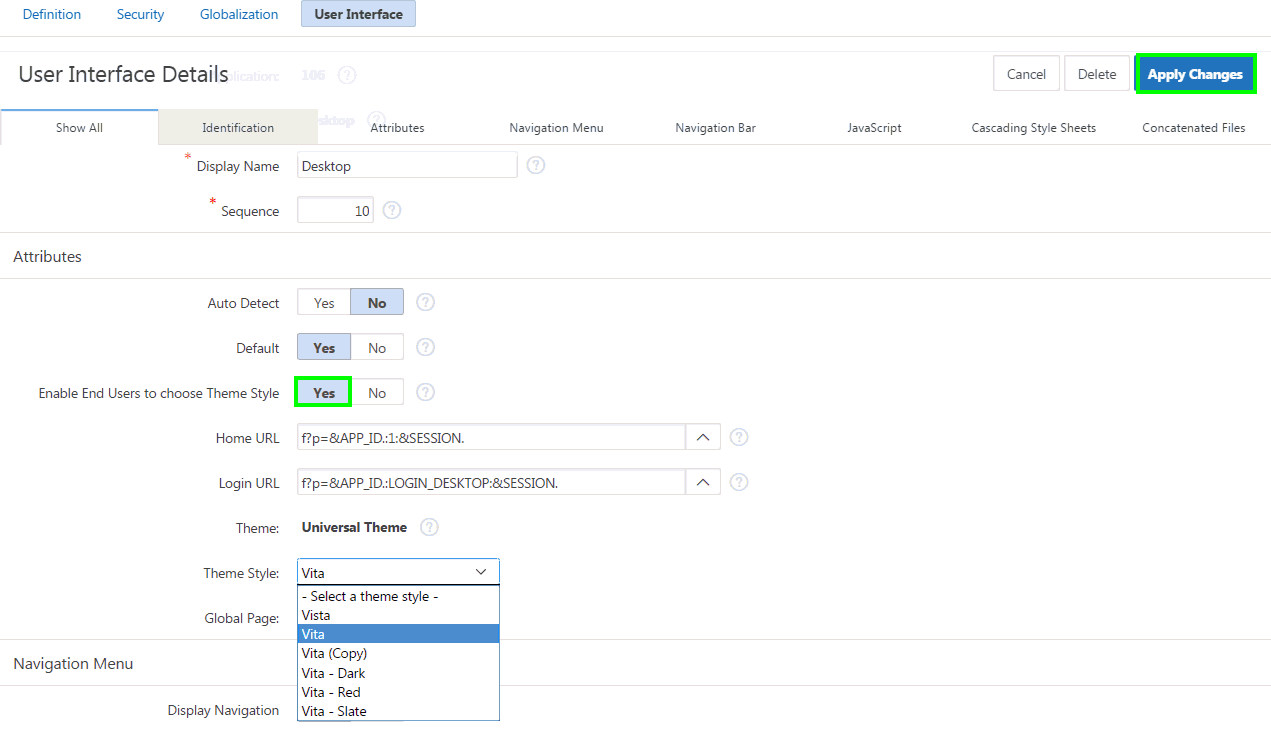 Definition Security Globalization User Interface
User Interface Details 106 ?
Cancel Delete Apply Changes
Show All Identification Attributes Navigation Menu Navigation Bar JavaScript Cascading Style Sheets Concatenated Files
* Display Name Desktop ?
* Sequence 10 ?
Attributes
Auto Detect Yes No ?
Default Yes No ?
Enable End Users to choose Theme Style Yes No ?
Home URL f?p=&APP_ID.:1:&SESSION. ?
Login URL f?p=&APP_ID.:LOGIN_DESKTOP:&SESSION. ?
Theme: Universal Theme ?
Theme Style: Vita
- Select a theme style -
Vista
Vita
Vita (Copy)
Vita - Dark
Vita - Red
Vita - Slate
Global Page:
Navigation Menu
Display Navigation